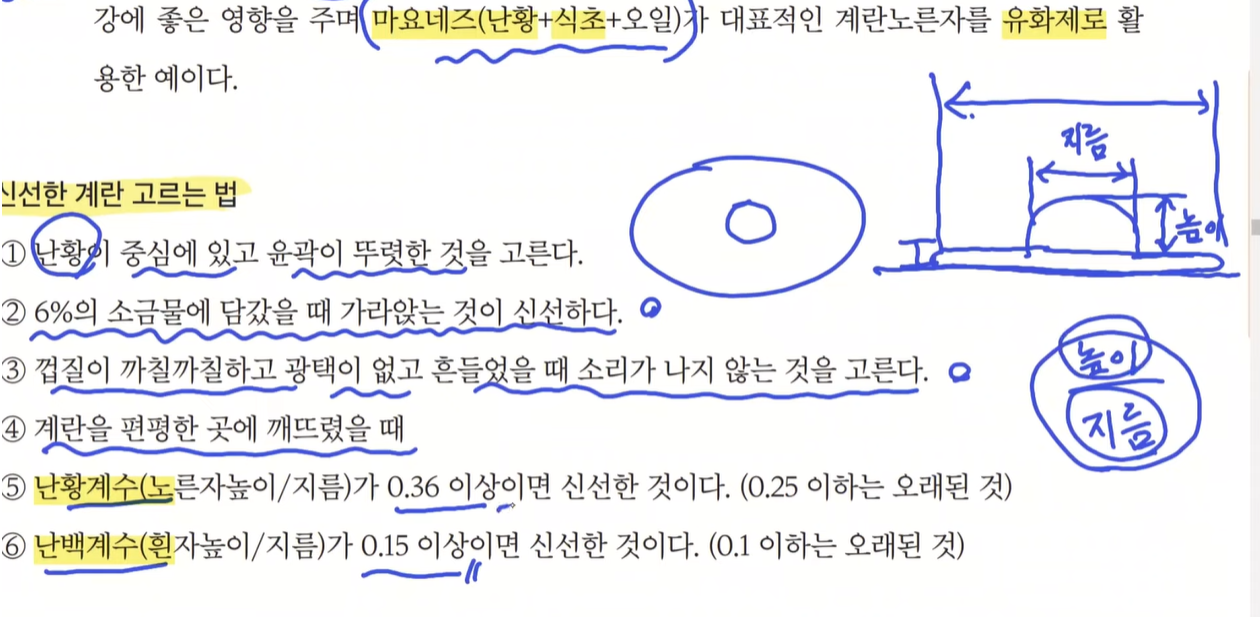 강에 좋은 영향을 주며 마요네즈(난황+식초+오일)가 대표적인 계란노른자를 유화제로 활
용한 예이다.
신선한 계란 고르는 법
① 난황이 중심에 있고 윤곽이 뚜렷한 것을 고른다.
② 6%의 소금물에 담갔을 때 가라앉는 것이 신선하다.
③ 껍질이 까칠까칠하고 광택이 없고 흔들었을 때 소리가 나지 않는 것을 고른다.
④ 계란을 편평한 곳에 깨뜨렸을 때
⑤ 난황계수(노른자높이/지름)가 0.36 이상이면 신선한 것이다. (0.25 이하는 오래된 것)
⑥ 난백계수(흰자높이/지름)가 0.15 이상이면 신선한 것이다. (0.1 이하는 오래된 것)
지름
높이
높이
지름